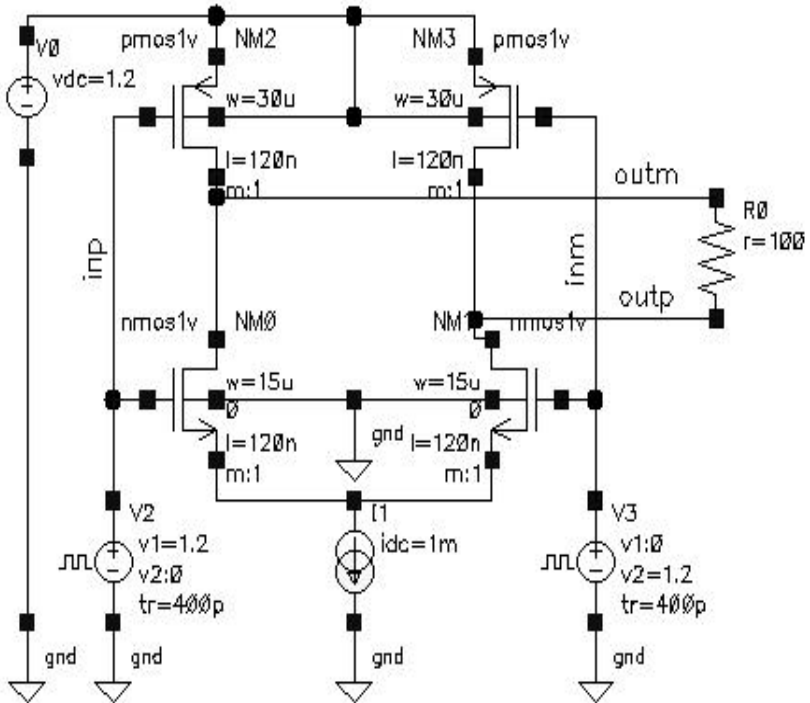 V0
vdc=1.2
pmos1v
NM2
NM3
pmos1v
w=30u
w=30u
l=120n
m:1
l=120n
m:1
outm
R0
r=100
inp
inm
outp
nmos1v
NM0
NM1
nmos1v
w=15u
0
w=15u
0
gnd
l=120n
m:1
l=120n
m:1
V2
v1=1.2
v2:0
tr=400p
I1
idc=1m
V3
v1:0
v2=1.2
tr=400p
gnd
gnd
gnd
gnd